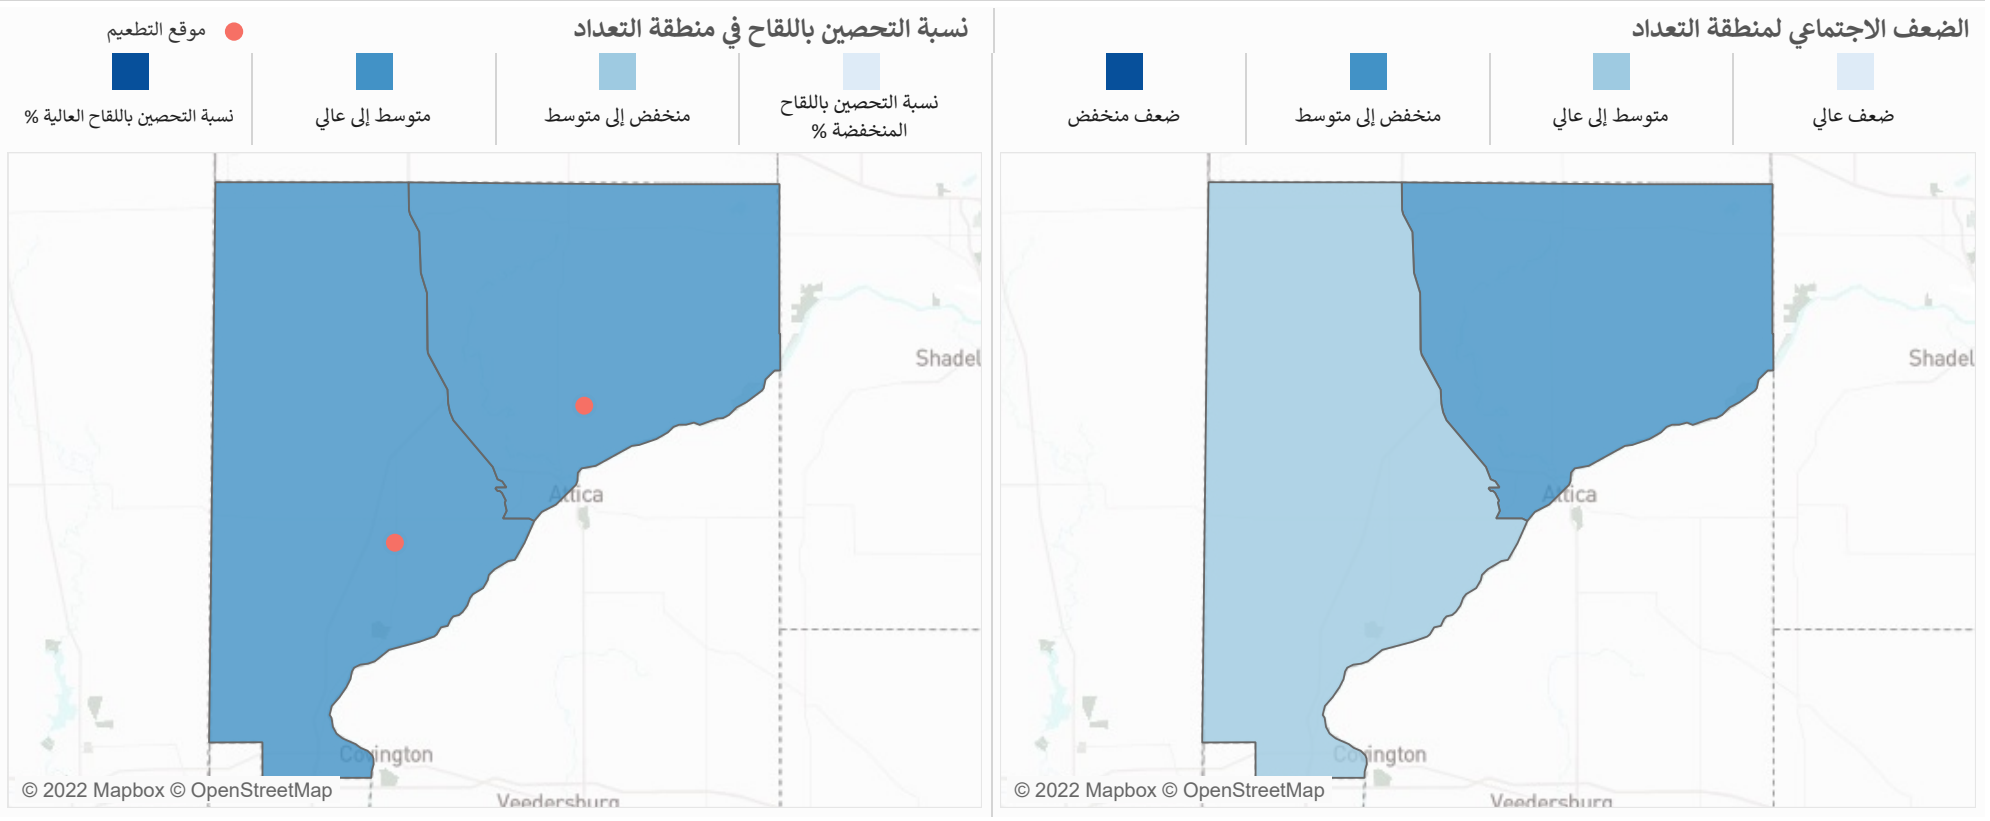 الضعف الاجتماعي لمنطقة التعداد
ضعف عالي
متوسط إلى عالي
منخفض إلى متوسط
ضعف منخفض
Shadel
Attica
Covington
Veedersburg
© 2022 Mapbox © OpenStreetMap
نسبة التحصين باللقاح في منطقة التعداد
موقع التطعيم
نسبة التحصين باللقاح
المنخفضة %
منخفض إلى متوسط
متوسط إلى عالي
نسبة التحصين باللقاح العالية %
Shadel
Attica
Covington
Veedersburg
© 2022 Mapbox © OpenStreetMap